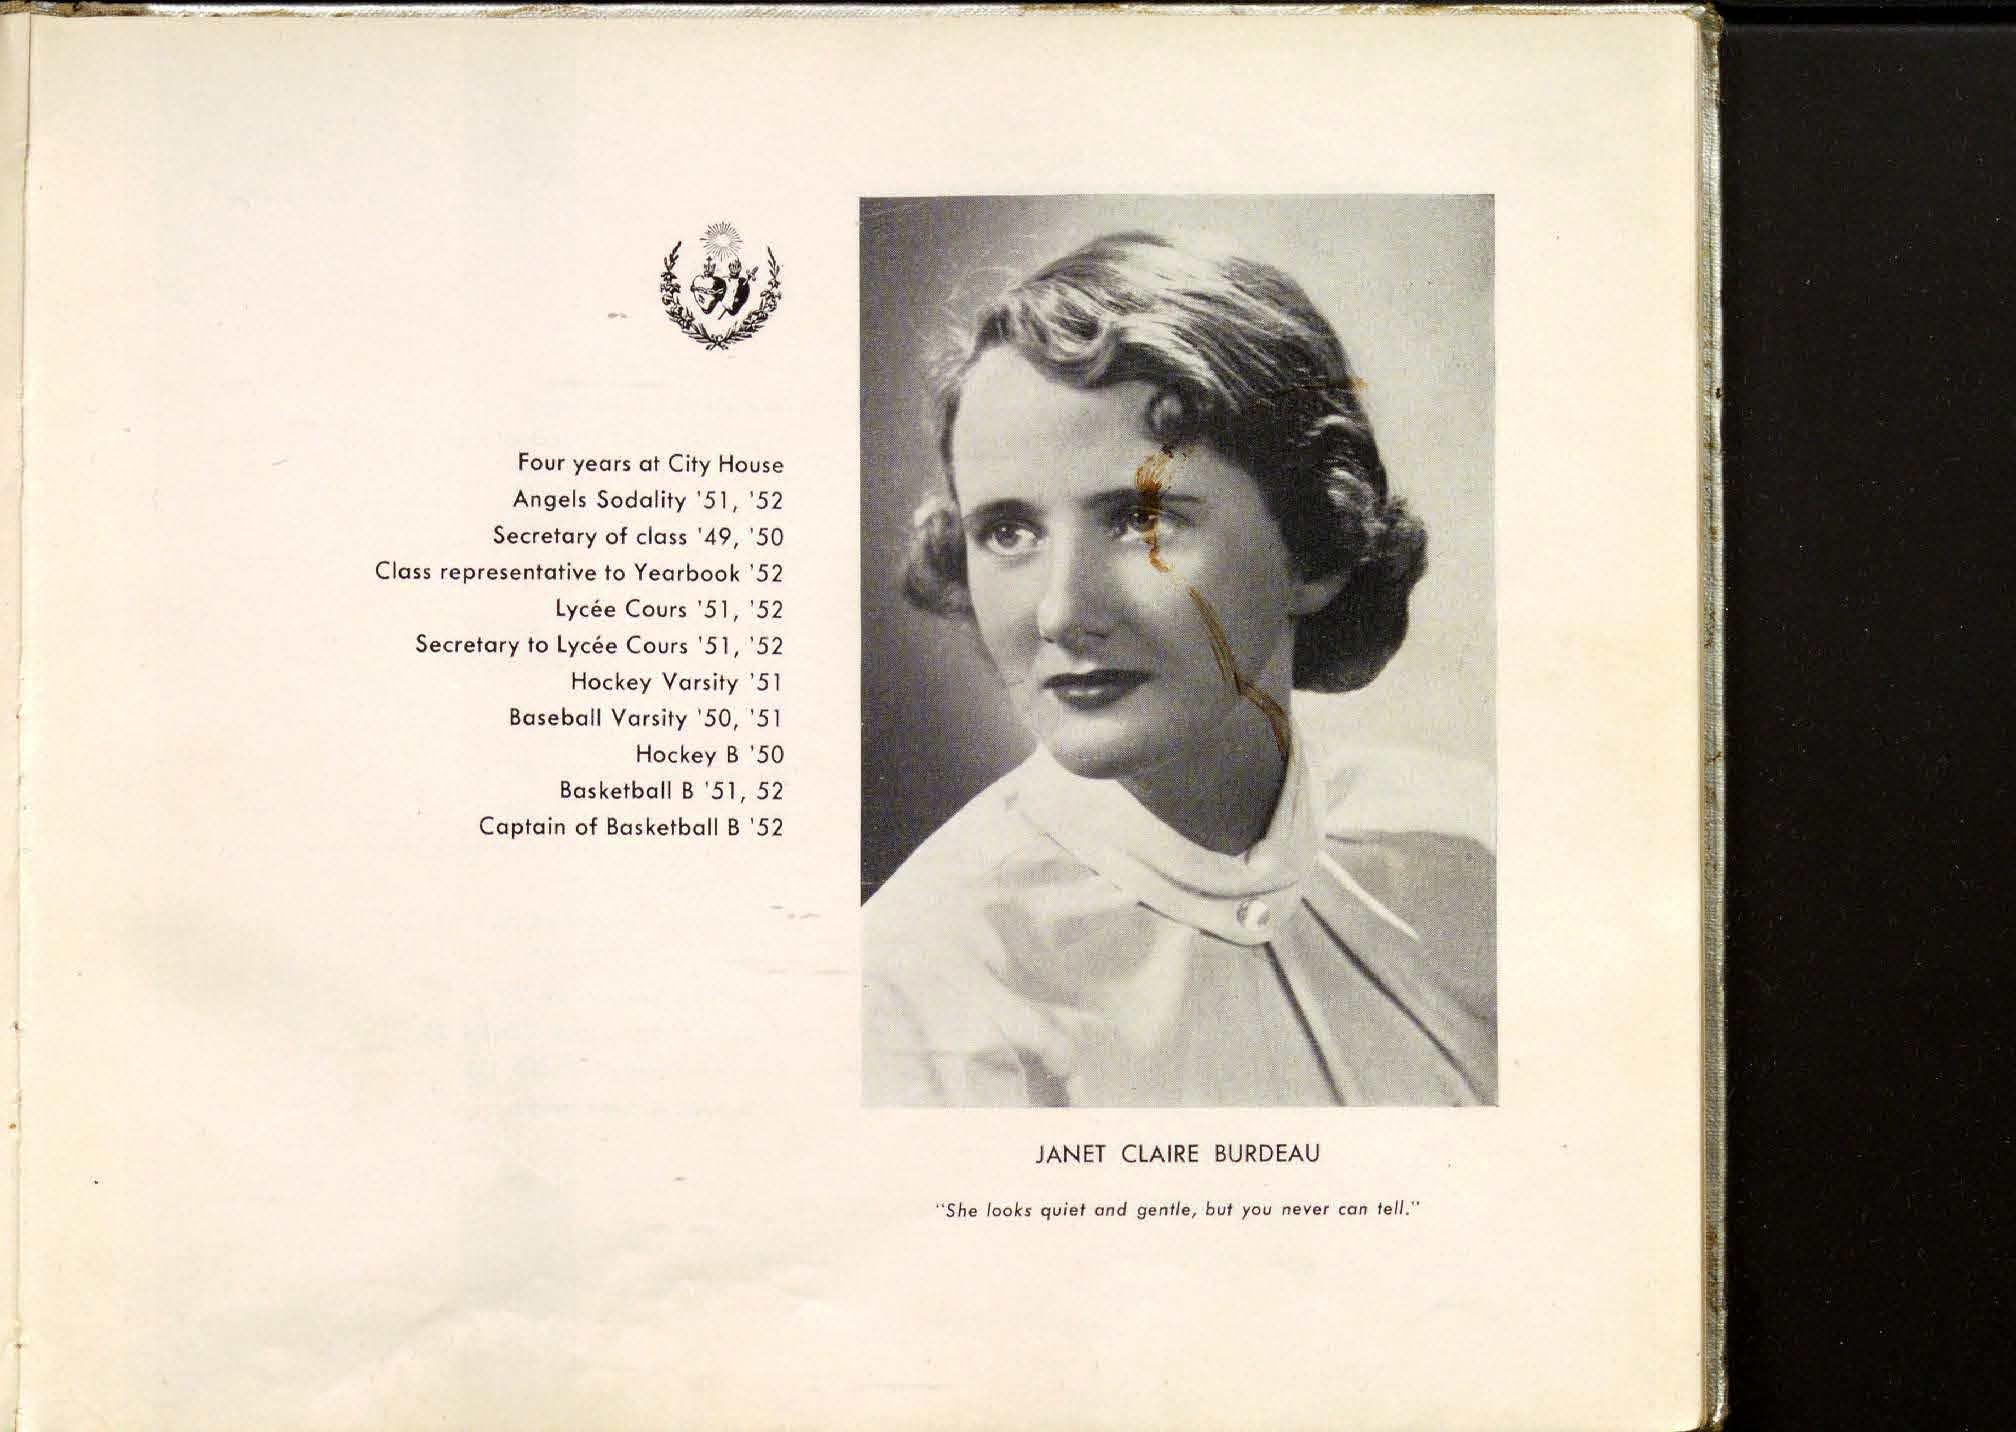 Four years at City House
Angels Sodality '51, '52
Secretary of class '49, '50
Class representative to Yearbook '52
Lycée Cours '51, '52
Secretary to Lycée Cours '51, '52
Hockey Varsity '51
Baseball Varsity '50, '51
Hockey B '50
Basketball B '51, 52
Captain of Basketball B '52
JANET CLAIRE BURDEAU
"She looks quiet and gentle, but you never can tell."